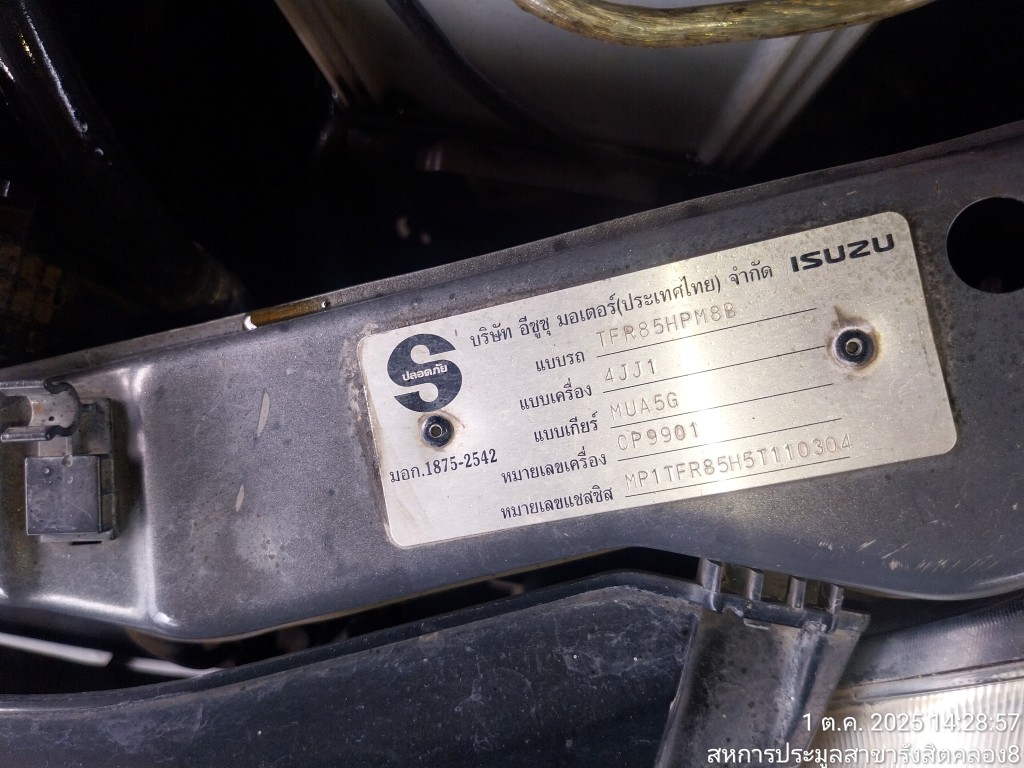 บริษัท อีซูซุ มอเตอร์(ประเทศไทย) จำกัด ISUZU
ปลอดภัย
แบบรถ TFR85HPM8B
แบบเครื่อง 4JJ1
แบบเกียร์ MUA5G
หมายเลขเครื่อง CP9901
มอก.1875-2542
หมายเลขแชสซิส MP1TFR85H5T110304
1 ต.ค. 2025 14:28:57
สหการประมูลสาขารังสิตคลอง8